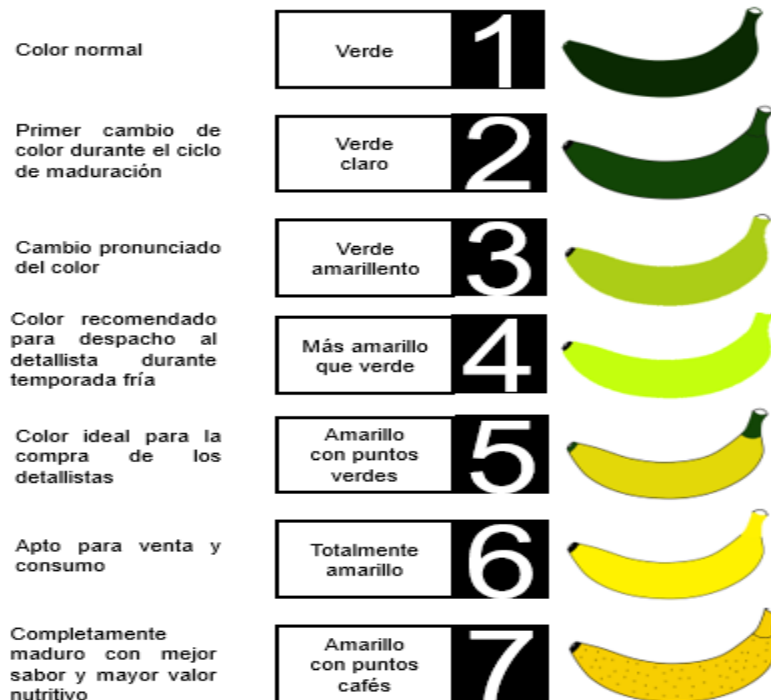 Color normal
Verde
1
Primer cambio de
color durante el ciclo
de maduración
Verde
claro
2
Cambio pronunciado
del color
Verde
amarillento
3
Color recomendado
para despacho al
detallista durante
temporada fría
Más amarillo
que verde
4
Color ideal para la
compra de los
detallistas
Amarillo
con puntos
verdes
5
Apto para venta y
consumo
Totalmente
amarillo
6
Completamente
maduro con mejor
sabor y mayor valor
nutritivo
Amarillo
con puntos
cafés
7